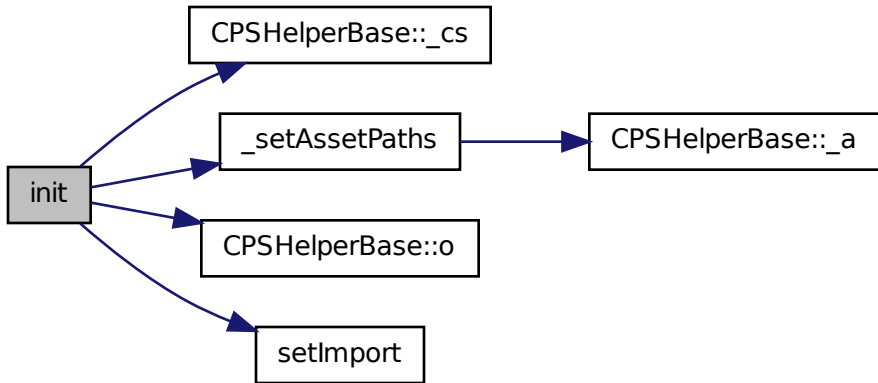 CPSHelperBase::_cs
_setAssetPaths
CPSHelperBase::_a
init
CPSHelperBase::o
setImport